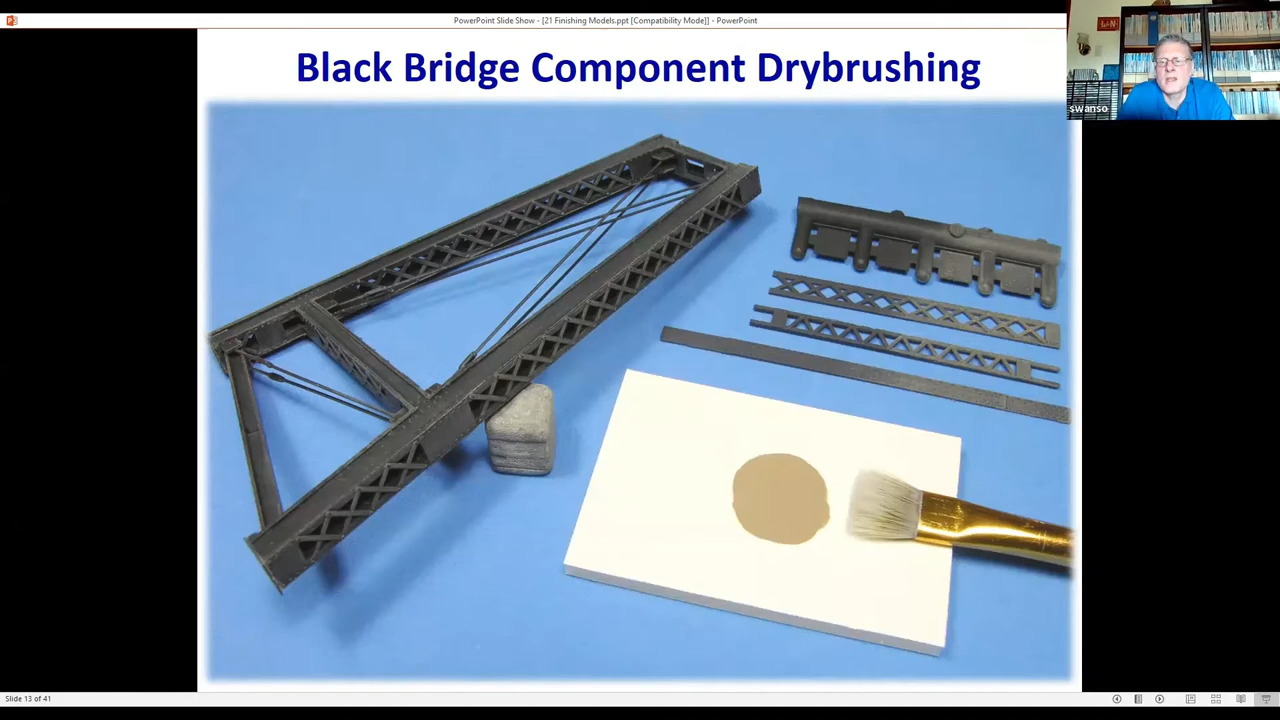 PowerPoint Slide Show - [21 Finishing Models.ppt [Compatibility Mode]] - PowerPoint
Black Bridge Component Drybrushing
swanso
Slide 13 of 41